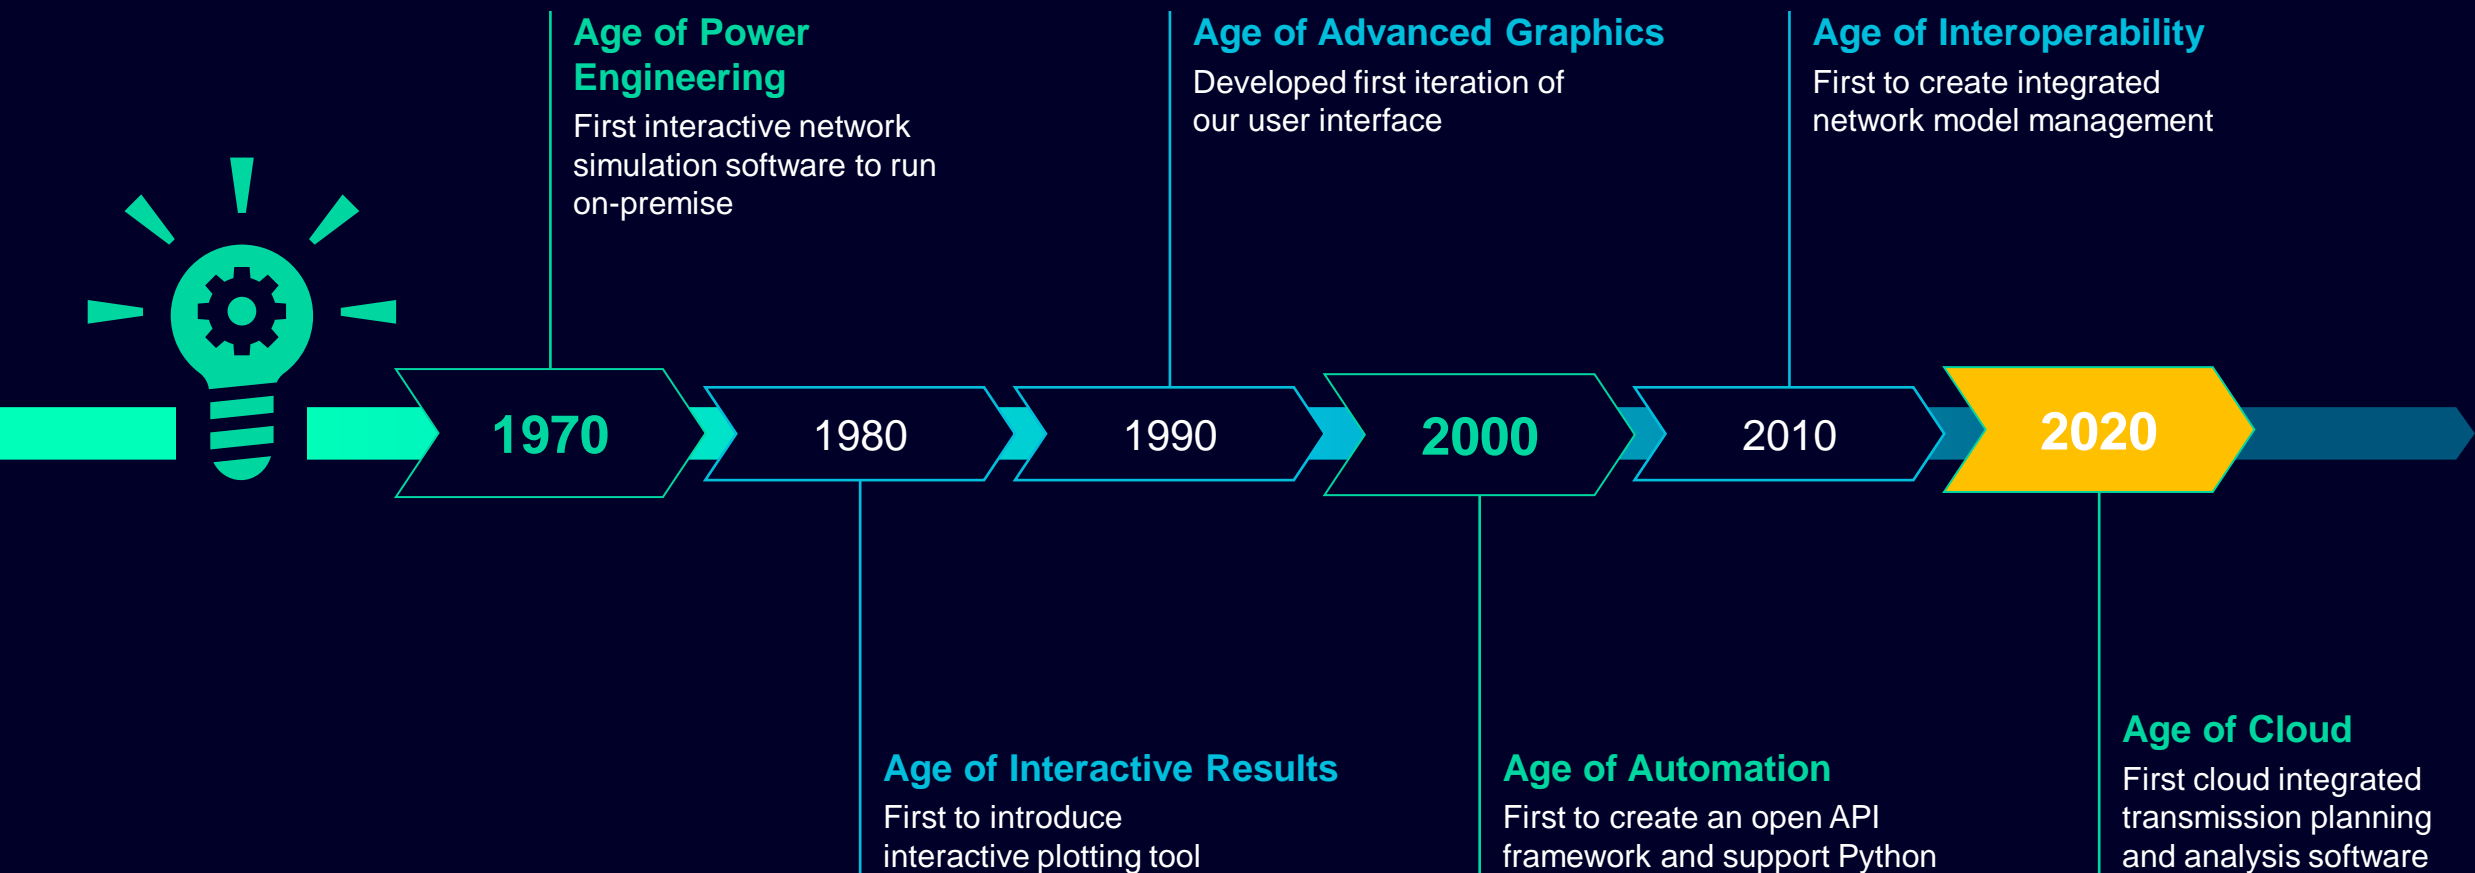 Age of Power
Engineering
First interactive network
simulation software to run
on-premise
Age of Advanced Graphics
Developed first iteration of
our user interface
Age of Interoperability
First to create integrated
network model management
1970
1980
1990
2000
2010
2020
Age of Interactive Results
First to introduce
interactive plotting tool
Age of Automation
First to create an open API
framework and support Python
Age of Cloud
First cloud integrated
transmission planning
and analysis software